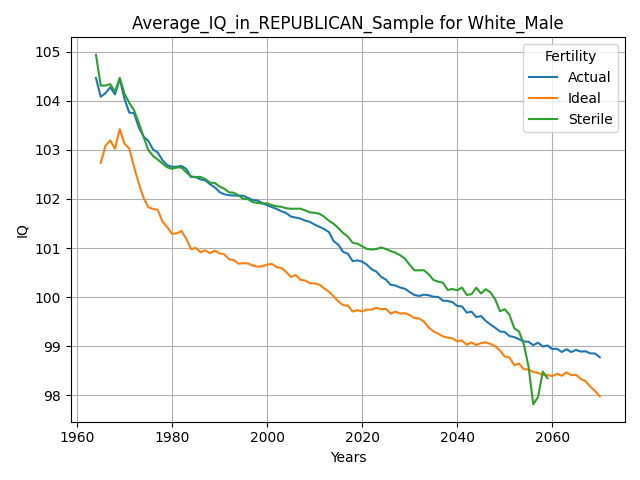 Average_IQ_in_REPUBLICAN_Sample for White_Male
Fertility
Actual
Ideal
Sterile
105
104
103
102
101
100
99
98
IQ
1960
1980
2000
2020
2040
2060
Years